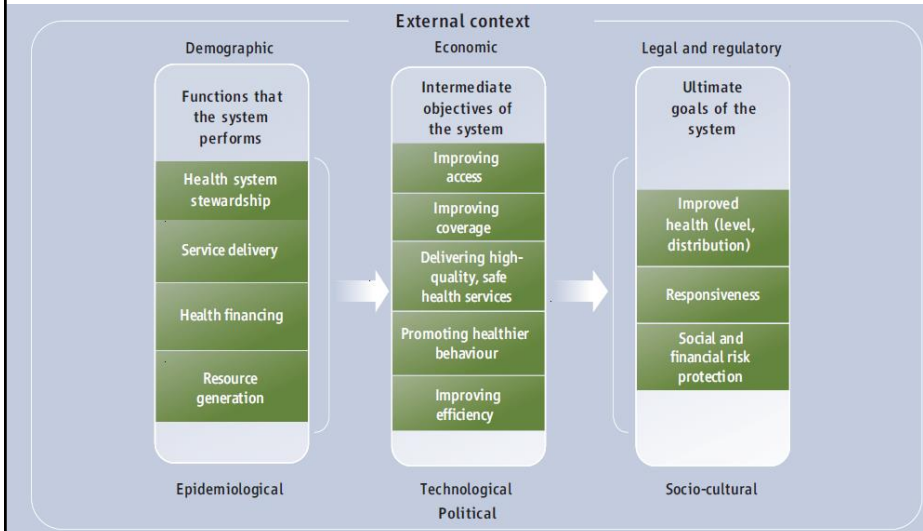 External context
Demographic
Economic
Legal and regulatory
Functions that
the system
performs
Health system
stewardship
Service delivery
Health financing
Resource
generation
Intermediate
objectives of
the system
Improving
access
Improving
coverage
Delivering high-
quality, safe
health services
Promoting healthier
behaviour
Improving
efficiency
Ultimate
goals of the
system
Improved
health (level,
distribution)
Responsiveness
Social and
financial risk
protection
Epidemiological
Technological
Socio-cultural
Political